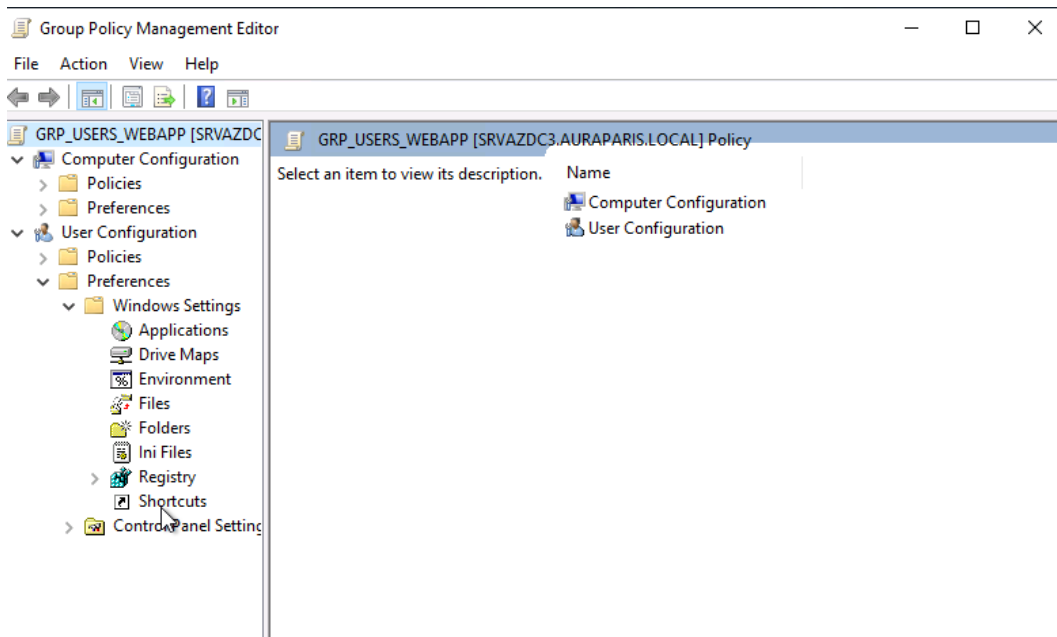 Group Policy Management Editor
File Action View Help
GRP_USERS_WEBAPP [SRVAZDC
Computer Configuration
Policies
Preferences
User Configuration
Policies
Preferences
Windows Settings
Applications
Drive Maps
Environment
Files
Folders
Ini Files
Registry
Shortcuts
Control Panel Setting
GRP_USERS_WEBAPP [SRVAZDC3.AURAPARIS.LOCAL] Policy
Select an item to view its description.
Name
Computer Configuration
User Configuration